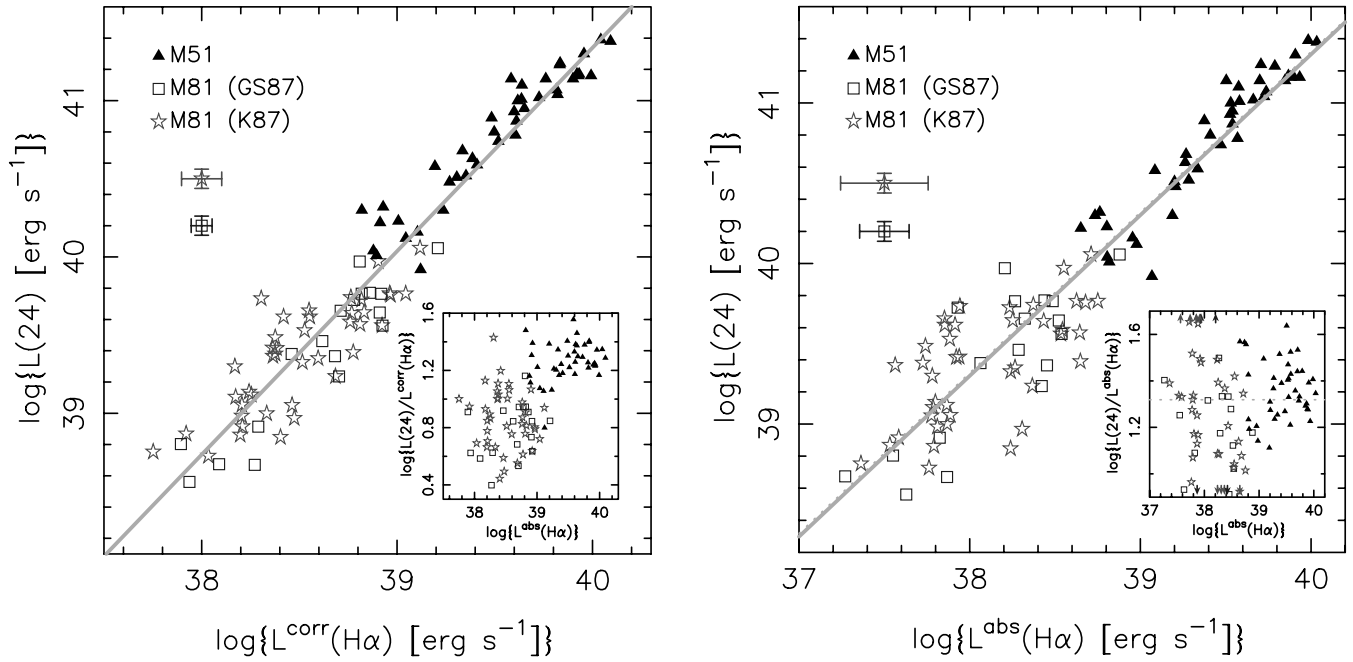 M51
M81 (GS87)
M81 (K87)
log{L(24) [erg s⁻¹]}
41
40
39
38 39 40
log{L^corr(Hα) [erg s⁻¹]}
log{L(24)/L^corr(Hα)}
1.6
1.2
0.8
0.4
38 39 40
log{L^abs(Hα)}
M51
M81 (GS87)
M81 (K87)
log{L(24) [erg s⁻¹]}
41
40
39
37 38 39 40
log{L^abs(Hα) [erg s⁻¹]}
log{L(24)/L^abs(Hα)}
1.6
1.2
37 38 39 40
log{L^abs(Hα)}